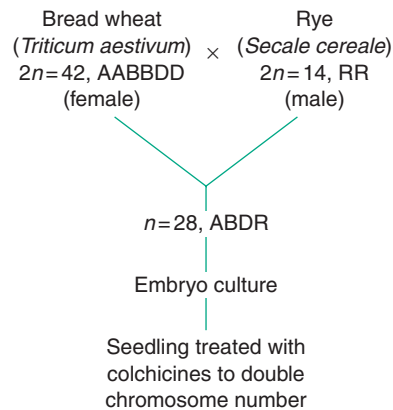 Bread wheat
(Triticum aestivum)
2n=42, AABBDD
(female)
×
Rye
(Secale cereale)
2n=14, RR
(male)
n=28, ABDR
Embryo culture
Seedling treated with
colchicines to double
chromosome number